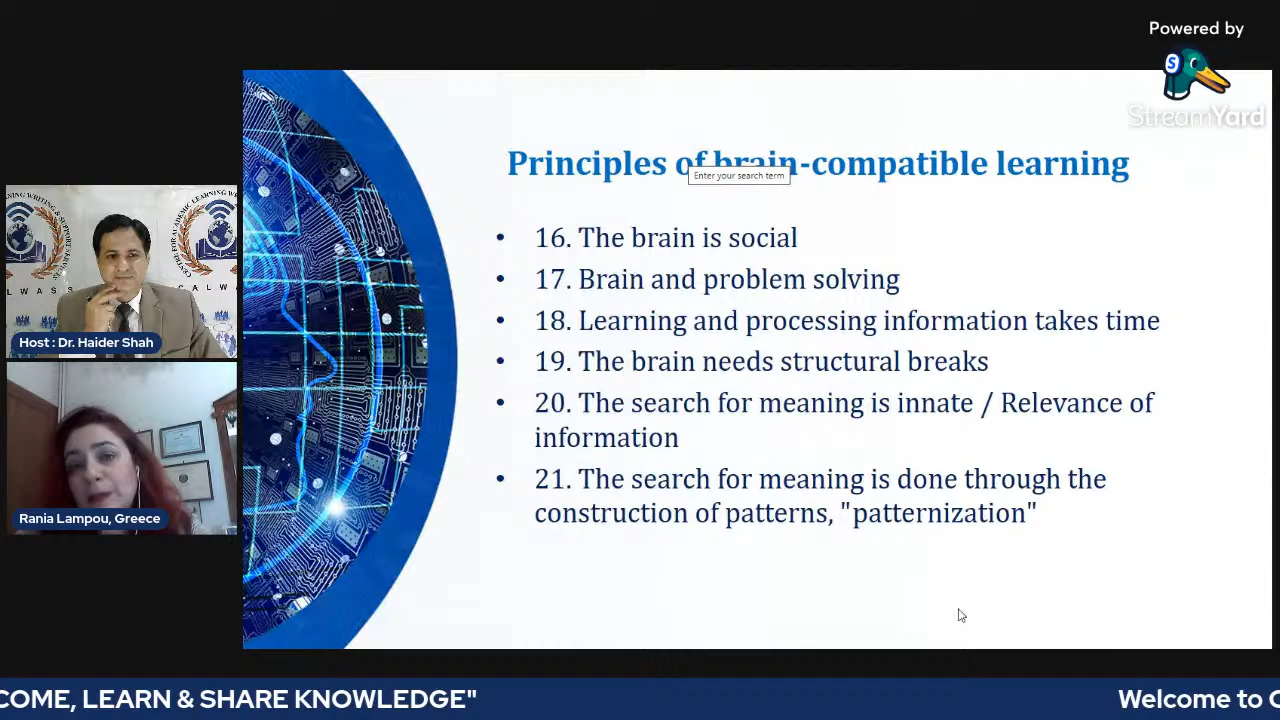 Powered by
StreamYard
Principles of brain-compatible learning
Enter your search term
• 16. The brain is social
• 17. Brain and problem solving
• 18. Learning and processing information takes time
• 19. The brain needs structural breaks
• 20. The search for meaning is innate / Relevance of
information
• 21. The search for meaning is done through the
construction of patterns, "patternization"
Host : Dr. Haider Shah
Rania Lampou, Greece
COME, LEARN & SHARE KNOWLEDGE"
Welcome to C